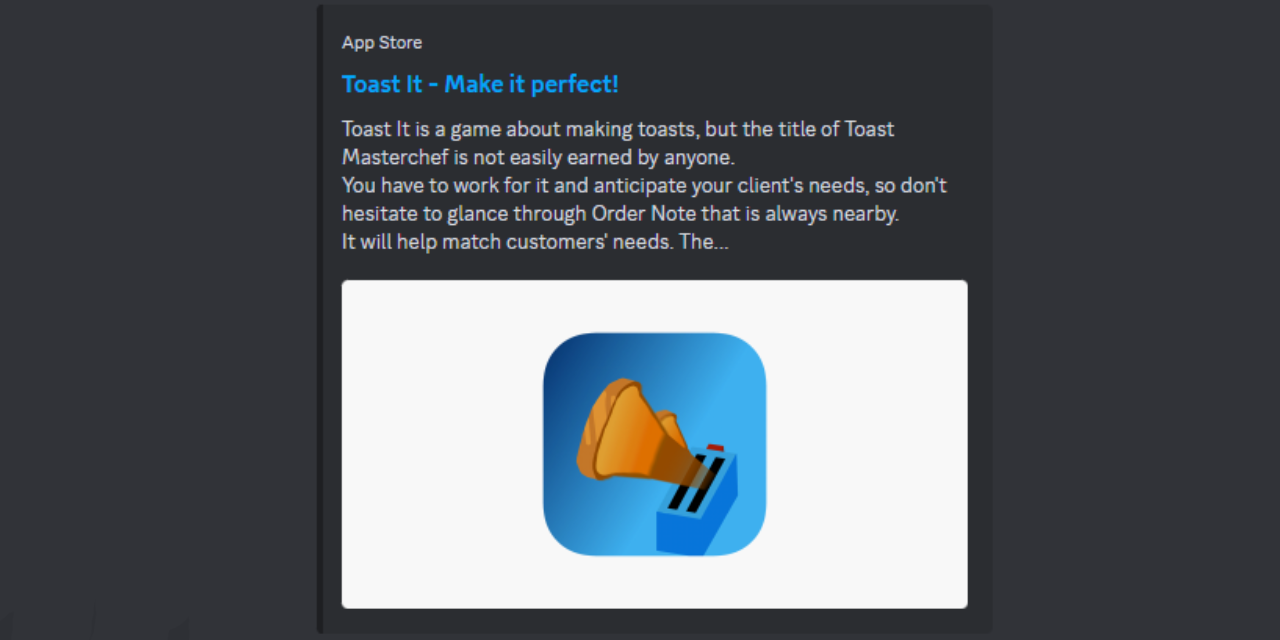 App Store
Toast It - Make it perfect!
Toast It is a game about making toasts, but the title of Toast
Masterchef is not easily earned by anyone.
You have to work for it and anticipate your client's needs, so don't
hesitate to glance through Order Note that is always nearby.
It will help match customers' needs. The...